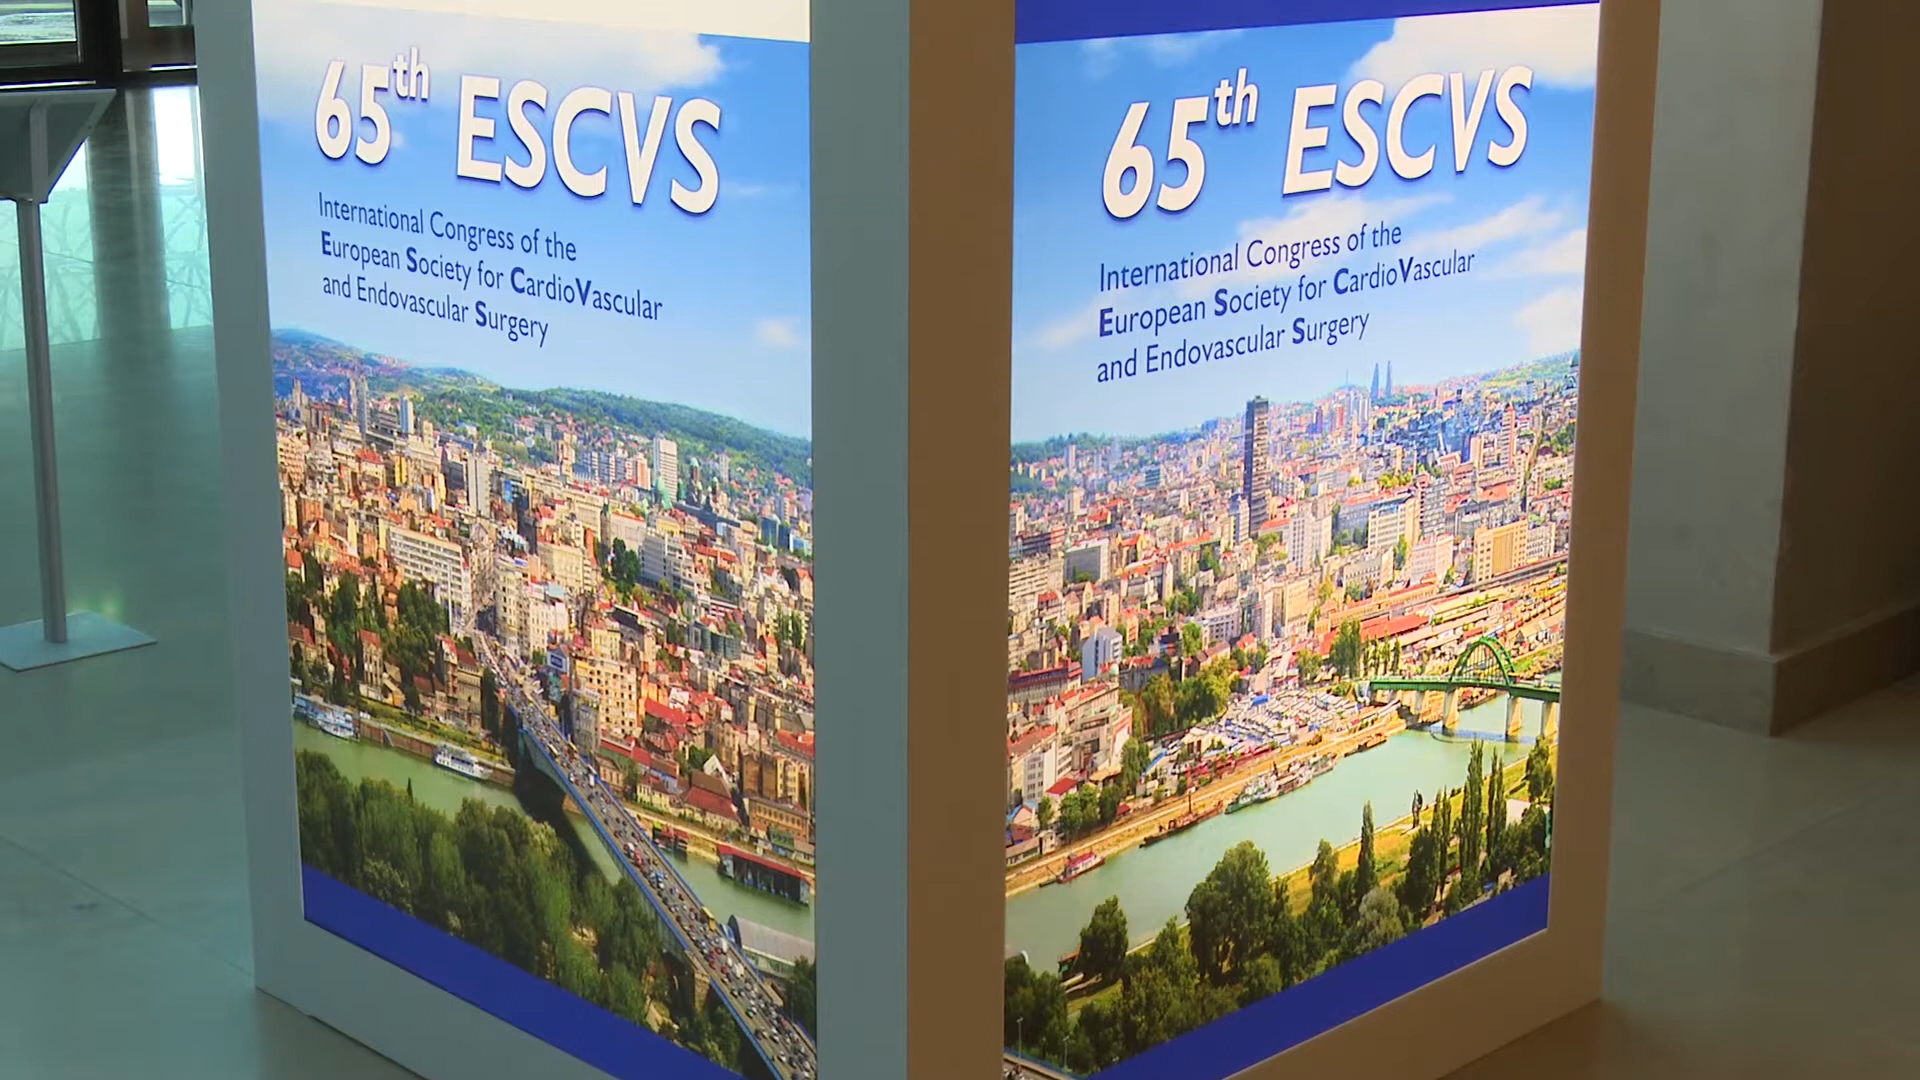 65th ESCVS
International Congress of the
European Society for CardioVascular
and Endovascular Surgery
65th ESCVS
International Congress of the
European Society for CardioVascular
and Endovascular Surgery